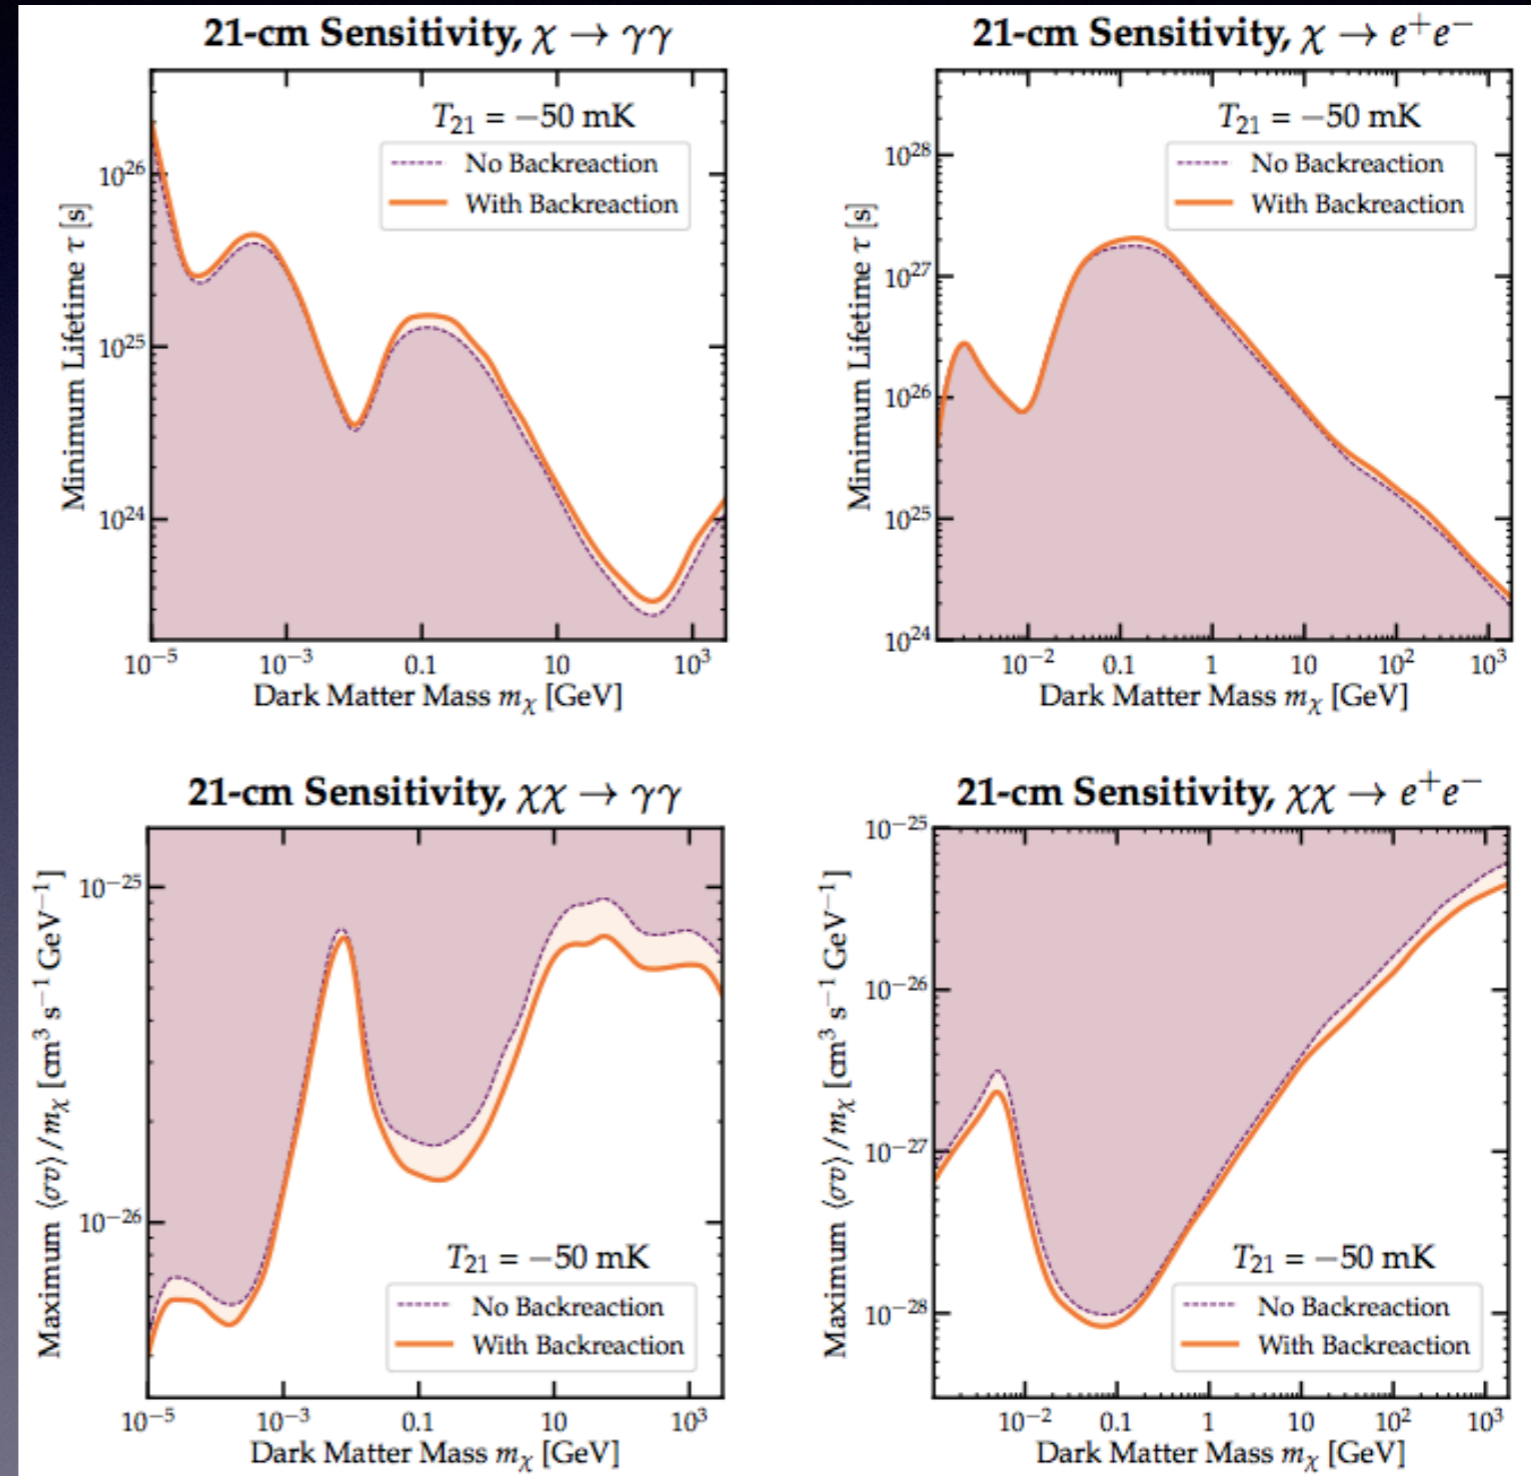 21-cm Sensitivity, χ → γγ
T₂₁ = −50 mK
No Backreaction
With Backreaction
Minimum Lifetime τ [s]
10²⁶
10²⁵
10²⁴
10⁻⁵ 10⁻³ 0.1 10 10³
Dark Matter Mass mχ [GeV]
21-cm Sensitivity, χ → e⁺e⁻
T₂₁ = −50 mK
No Backreaction
With Backreaction
Minimum Lifetime τ [s]
10²⁸
10²⁷
10²⁶
10²⁵
10²⁴
10⁻² 0.1 1 10 10² 10³
Dark Matter Mass mχ [GeV]
21-cm Sensitivity, χχ → γγ
Maximum ⟨σv⟩/mχ [cm³ s⁻¹ GeV⁻¹]
10⁻²⁵
10⁻²⁶
T₂₁ = −50 mK
No Backreaction
With Backreaction
10⁻⁵ 10⁻³ 0.1 10 10³
Dark Matter Mass mχ [GeV]
21-cm Sensitivity, χχ → e⁺e⁻
Maximum ⟨σv⟩/mχ [cm³ s⁻¹ GeV⁻¹]
10⁻²⁵
10⁻²⁶
10⁻²⁷
10⁻²⁸
T₂₁ = −50 mK
No Backreaction
With Backreaction
10⁻² 0.1 1 10 10² 10³
Dark Matter Mass mχ [GeV]